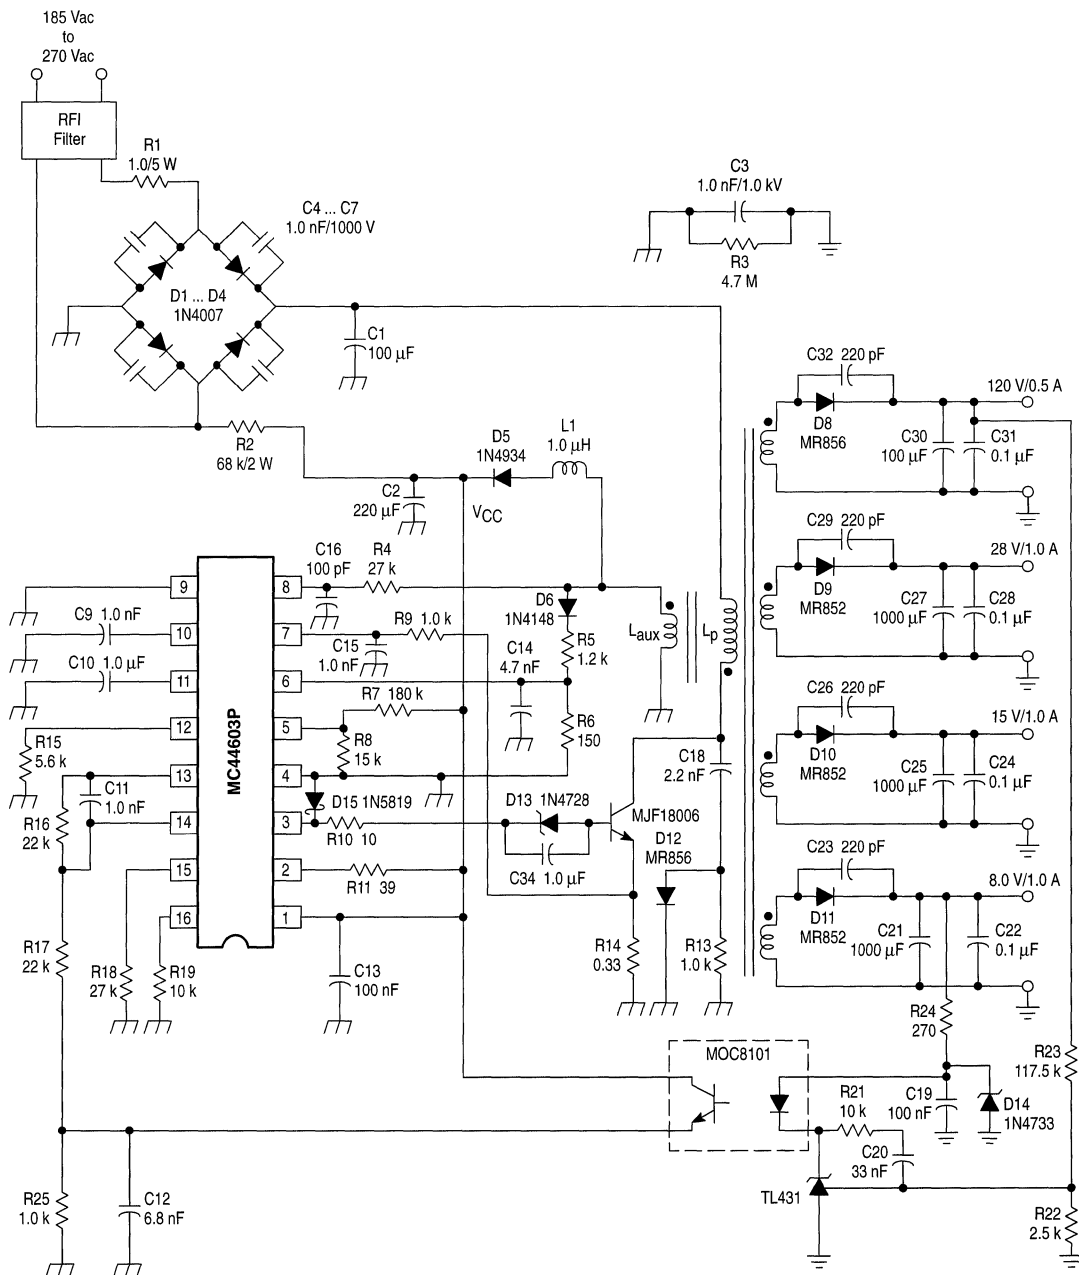 185 Vac
to
270 Vac
RFI
Filter
R1
1.0/5 W
C4 ... C7
1.0 nF/1000 V
D1 ... D4
1N4007
C1
100 µF
C3
1.0 nF/1.0 kV
R3
4.7 M
R2
68 k/2 W
D5
1N4934
L1
1.0 µH
C2
220 µF
VCC
C32 220 pF
D8
MR856
120 V/0.5 A
C30
100 µF
C31
0.1 µF
C29 220 pF
D9
MR852
28 V/1.0 A
C27
1000 µF
C28
0.1 µF
C26 220 pF
D10
MR852
15 V/1.0 A
C25
1000 µF
C24
0.1 µF
C23 220 pF
D11
MR852
8.0 V/1.0 A
C21
1000 µF
C22
0.1 µF
MC44603P
9
10
11
12
13
14
15
16
8
7
6
5
4
3
2
1
C16
100 pF
R4
27 k
D6
1N4148
R5
1.2 k
Laux
Lp
C9 1.0 nF
C10 1.0 µF
R9 1.0 k
C15
1.0 nF
C14
4.7 nF
R7 180 k
R8
15 k
R6
150
R15
5.6 k
C11
1.0 nF
R16
22 k
D15 1N5819
R10 10
D13 1N4728
C34 1.0 µF
MJF18006
C18
2.2 nF
D12
MR856
R11 39
R17
22 k
R18
27 k
R19
10 k
C13
100 nF
R14
0.33
R13
1.0 k
R24
270
MOC8101
R21
10 k
C19
100 nF
D14
1N4733
R23
117.5 k
C20
33 nF
TL431
R25
1.0 k
C12
6.8 nF
R22
2.5 k